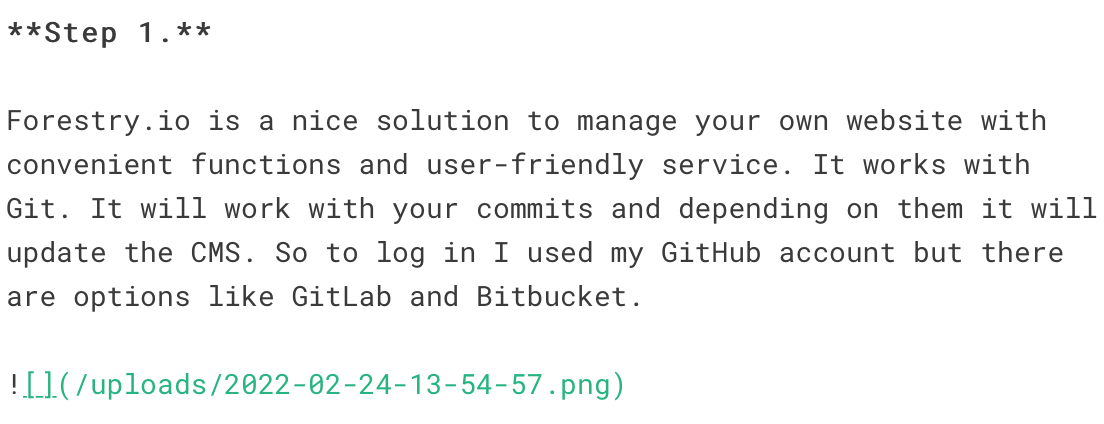 **Step 1.**
Forestry.io is a nice solution to manage your own website with
convenient functions and user-friendly service. It works with
Git. It will work with your commits and depending on them it will
update the CMS. So to log in I used my GitHub account but there
are options like GitLab and Bitbucket.
![](/uploads/2022-02-24-13-54-57.png)